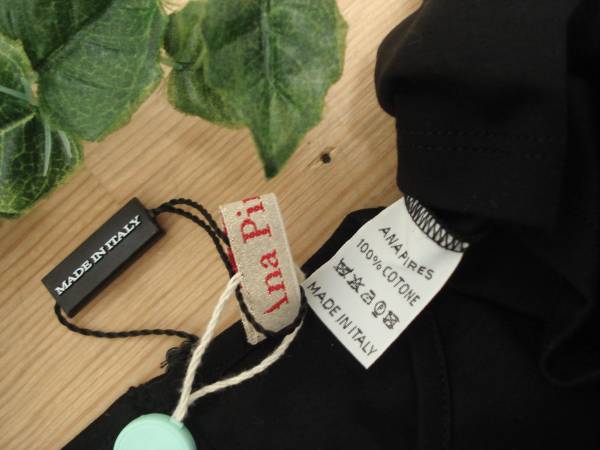 MADE IN ITALY
Ana Pi
ANAPIRES
100% COTONE
MADE IN ITALY